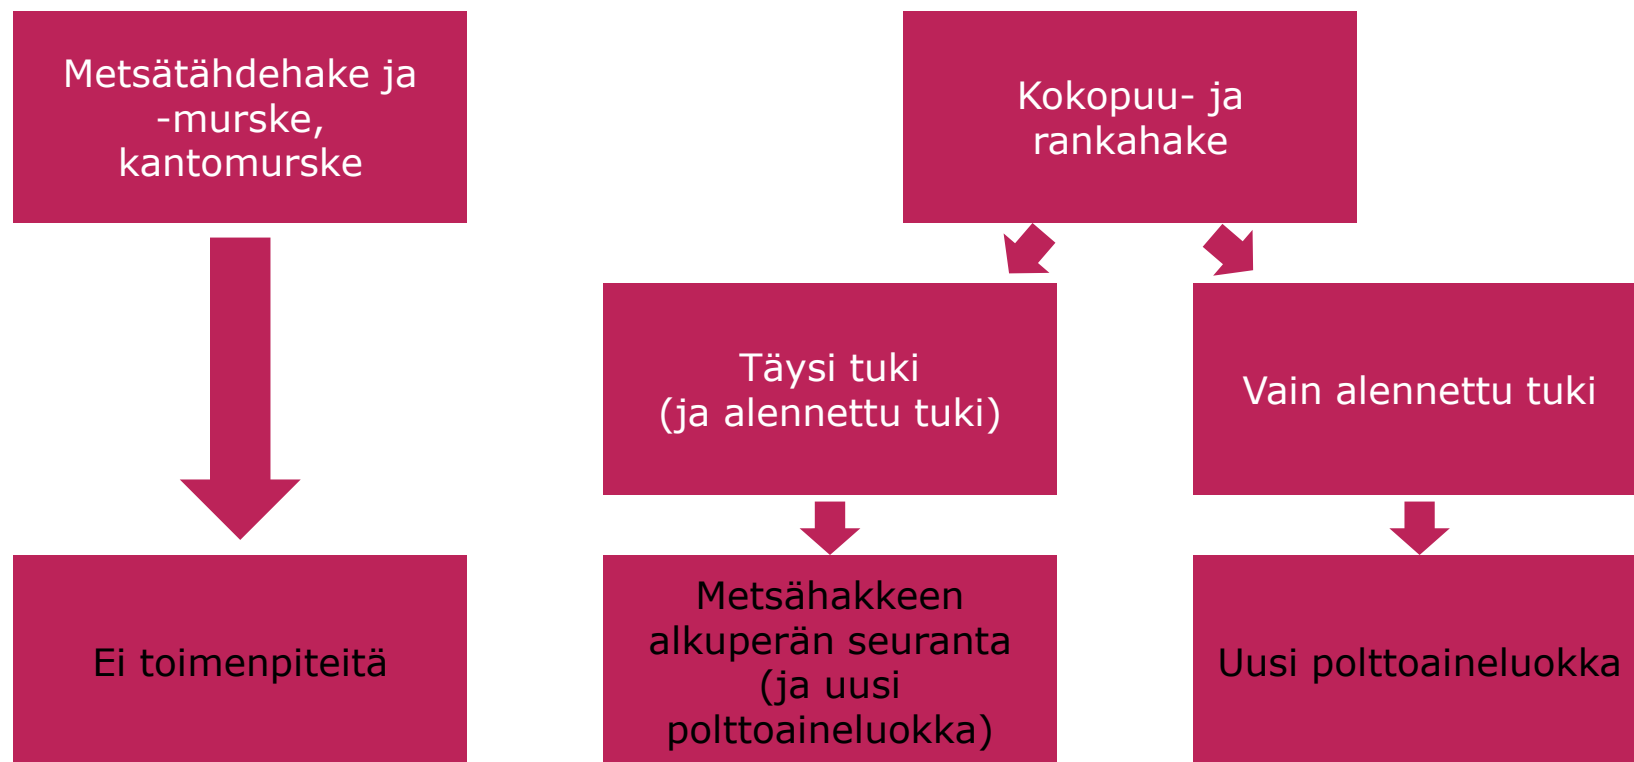 Metsätähdehake ja
-murske,
kantomurske
Kokopuu- ja
rankahake
Täysi tuki
(ja alennettu tuki)
Vain alennettu tuki
Ei toimenpiteitä
Metsähakkeen
alkuperän seuranta
(ja uusi
polttoaineluokka)
Uusi polttoaineluokka